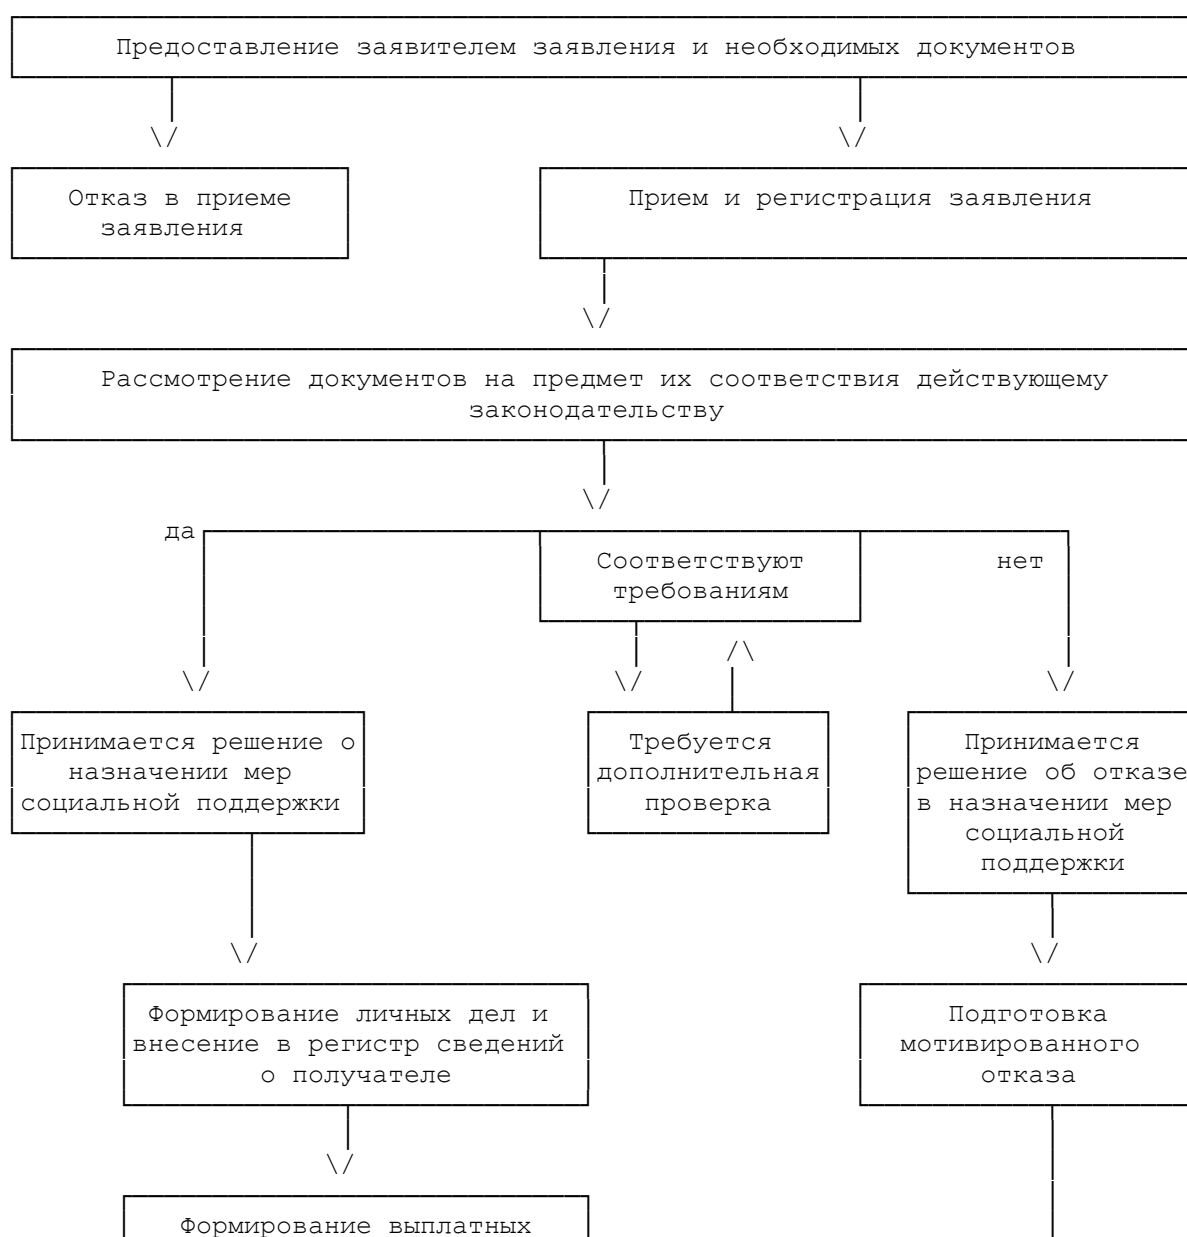 Предоставление заявителем заявления и необходимых документов
Отказ в приеме
заявления
Прием и регистрация заявления
Рассмотрение документов на предмет их соответствия действующему
законодательству
да
Соответствуют
требованиям
нет
Принимается решение о
назначении мер
социальной поддержки
Требуется
дополнительная
проверка
Принимается
решение об отказе
в назначении мер
социальной
поддержки
Формирование личных дел и
внесение в регистр сведений
о получателе
Подготовка
мотивированного
отказа
Формирование выплатных